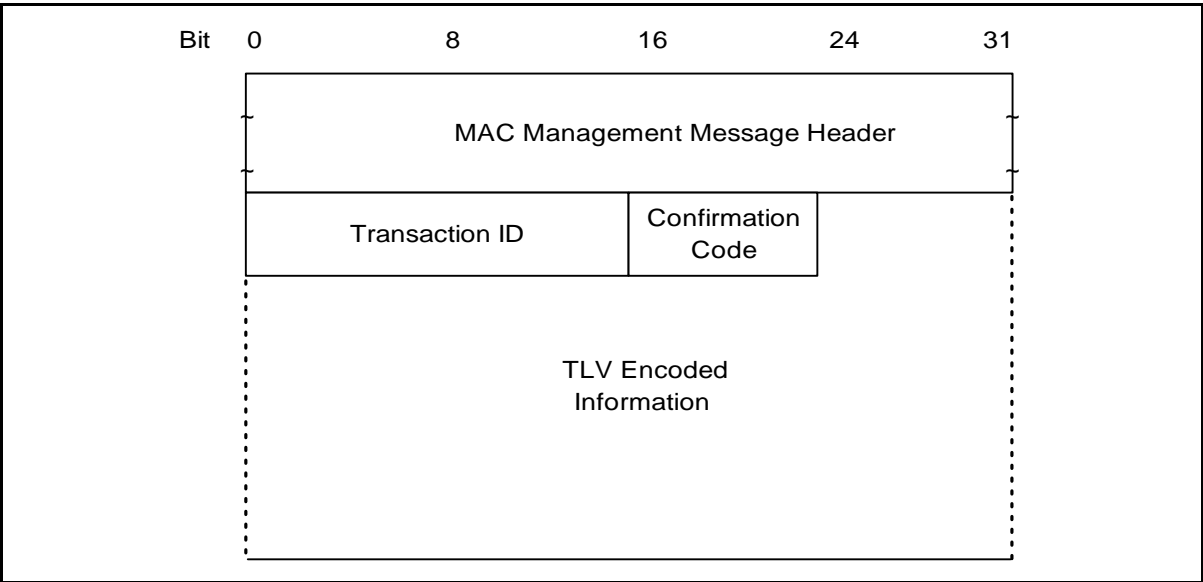 Bit 0 8 16 24 31
MAC Management Message Header
Transaction ID
Confirmation
Code
TLV Encoded
Information